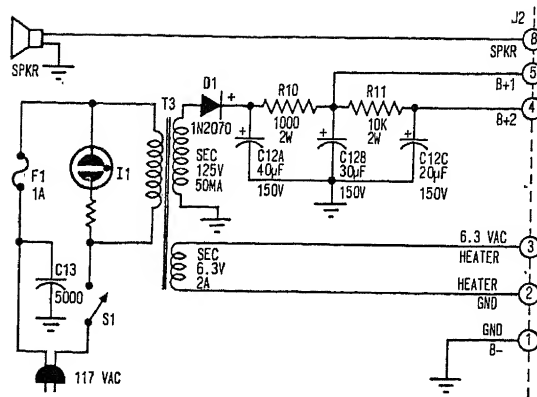 J2
8
SPKR
SPKR
5
B+1
D1
R10
R11
4
B+2
T3
1N2070
1000
2W
10K
2W
F1
1A
I1
SEC
125V
50MA
C12A
40µF
150V
C12B
30µF
150V
C12C
20µF
150V
6.3 VAC
3
HEATER
SEC
6.3V
2A
HEATER
2
GND
C13
5000
S1
GND
1
B-
117 VAC